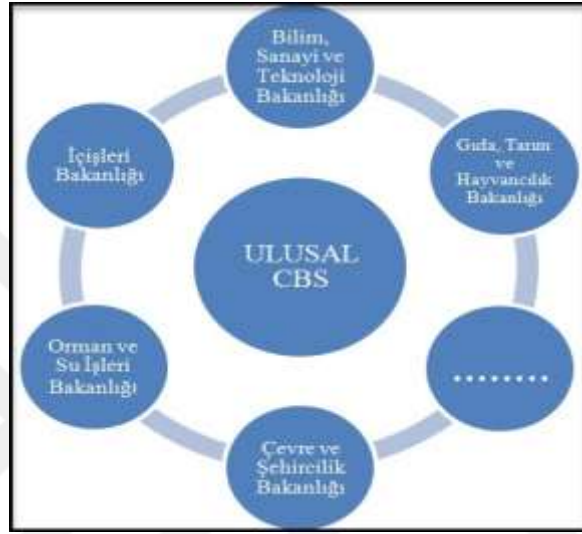 Bilim,
Sanayi ve
Teknoloji
Bakanlığı
Gıda, Tarım
ve
Hayvancılık
Bakanlığı
........
Çevre ve
Şehircilik
Bakanlığı
Orman ve
Su İşleri
Bakanlığı
İçişleri
Bakanlığı
ULUSAL
CBS